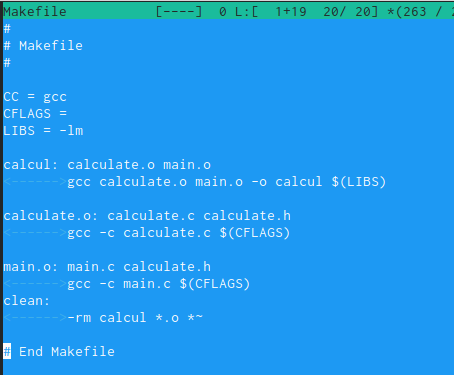 Makefile [----] 0 L:[ 1+19 20/ 20] *(263 / 2
#
# Makefile
#
CC = gcc
CFLAGS =
LIBS = -lm
calcul: calculate.o main.o
<------>gcc calculate.o main.o -o calcul $(LIBS)
calculate.o: calculate.c calculate.h
<------>gcc -c calculate.c $(CFLAGS)
main.o: main.c calculate.h
<------>gcc -c main.c $(CFLAGS)
clean:
<------>-rm calcul *.o *~
# End Makefile